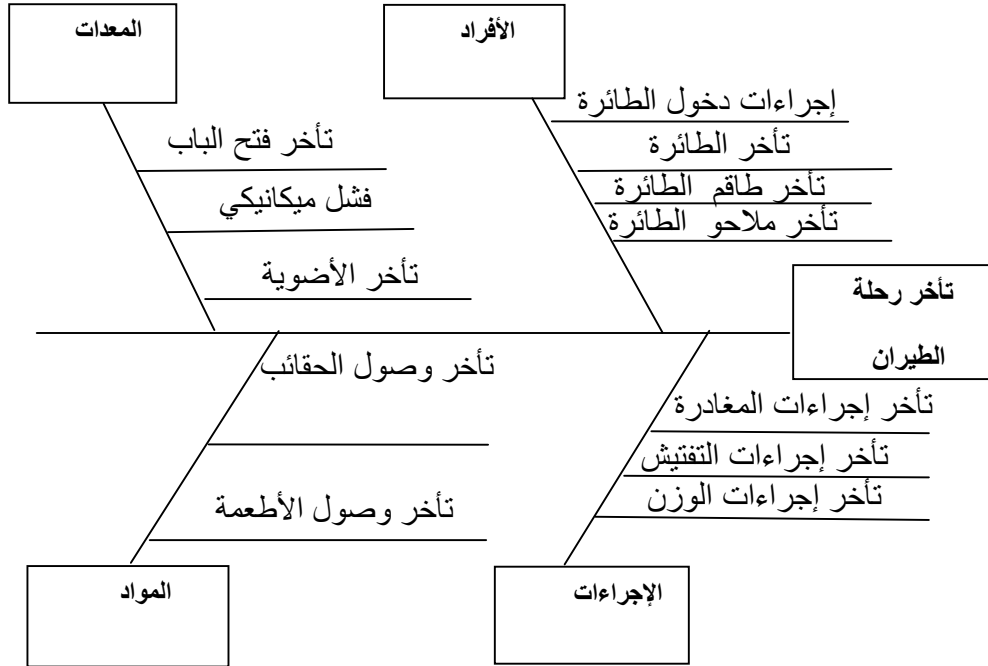 الأفراد
المعدات
إجراءات دخول الطائرة
تأخر الطائرة
تأخر طاقم الطائرة
تأخر ملاحو الطائرة
تأخر فتح الباب
فشل ميكانيكي
تأخر الأضوية
تأخر رحلة
الطيران
تأخر إجراءات المغادرة
تأخر إجراءات التفتيش
تأخر إجراءات الوزن
تأخر وصول الحقائب
تأخر وصول الأطعمة
الإجراءات
المواد